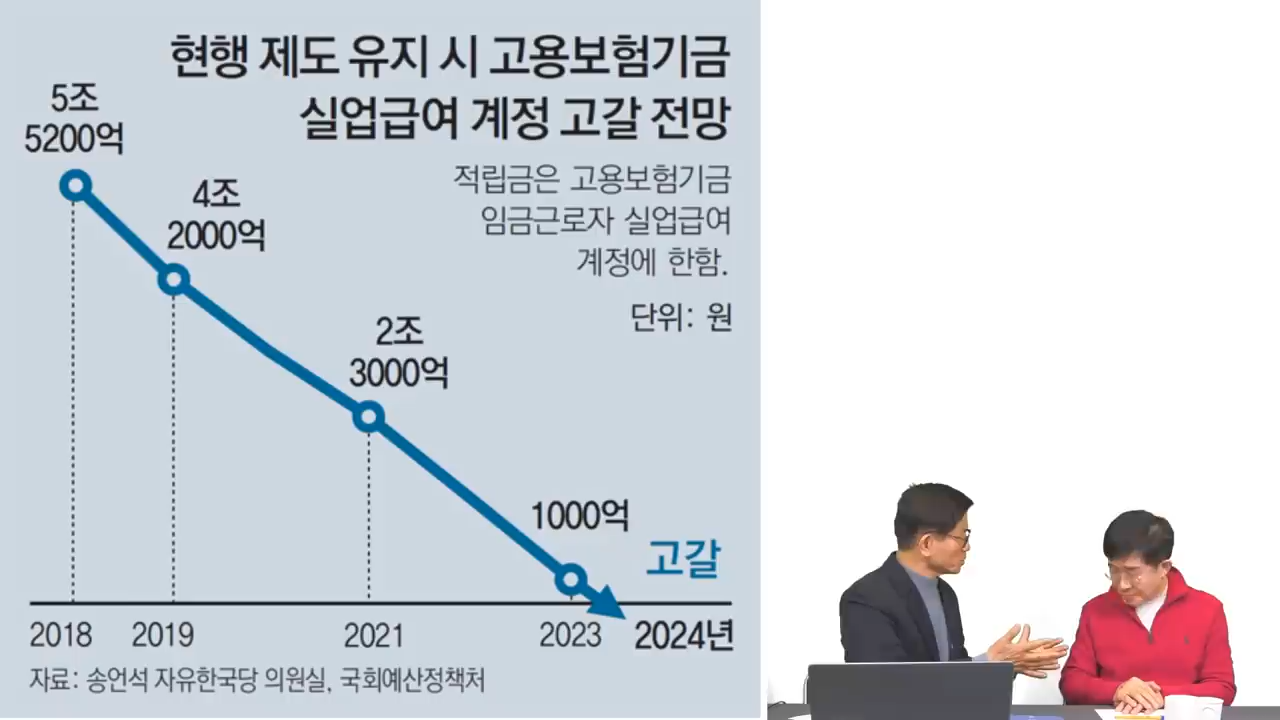 현행 제도 유지 시 고용보험기금
실업급여 계정 고갈 전망
적립금은 고용보험기금
임금근로자 실업급여
계정에 한함.
단위: 원
5조
5200억
4조
2000억
2조
3000억
1000억
고갈
2018 2019 2021 2023 2024년
자료: 송언석 자유한국당 의원실, 국회예산정책처